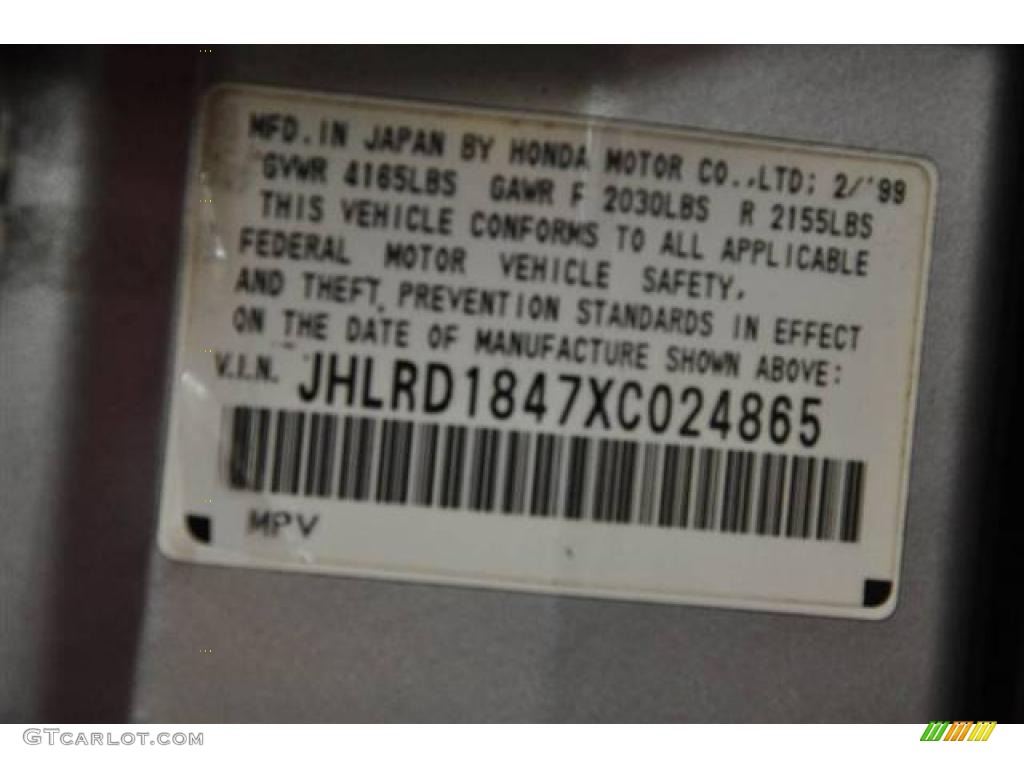 MFD. IN JAPAN BY HONDA MOTOR CO., LTD; 2/'99
GVWR 4165LBS GAWR F 2030LBS R 2155LBS
THIS VEHICLE CONFORMS TO ALL APPLICABLE
FEDERAL MOTOR VEHICLE SAFETY,
AND THEFT PREVENTION STANDARDS IN EFFECT
ON THE DATE OF MANUFACTURE SHOWN ABOVE:
V.I.N. JHLRD1847XC024865
MPV
GTCARLOT.COM